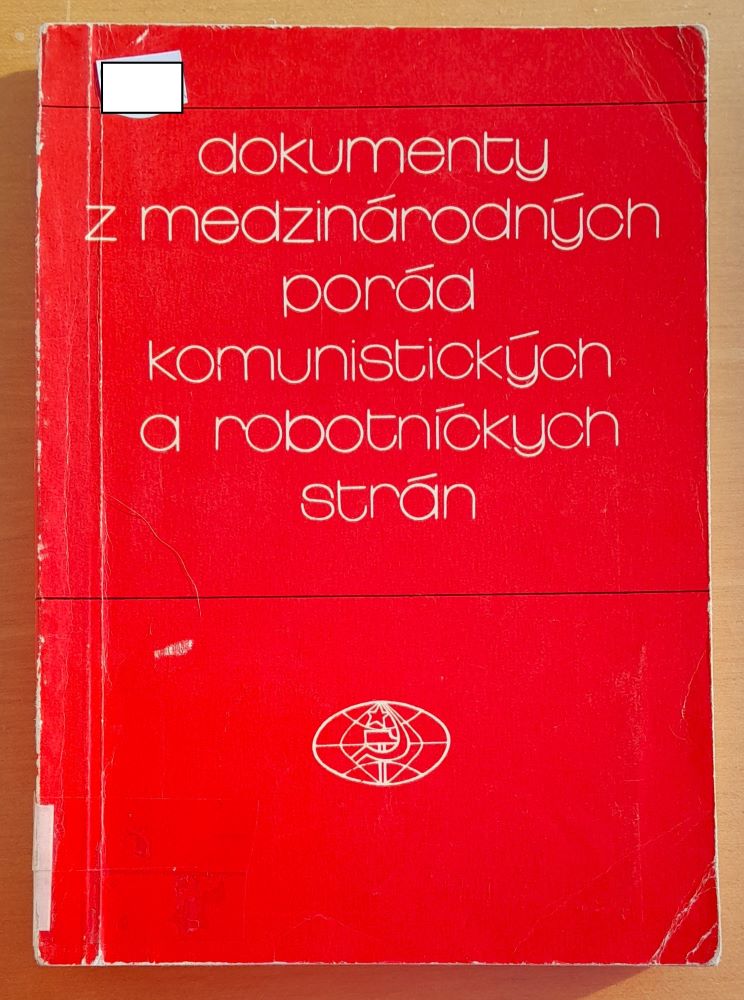 dokumenty
z medzinárodných
porád
komunistických
a robotníckych
strán